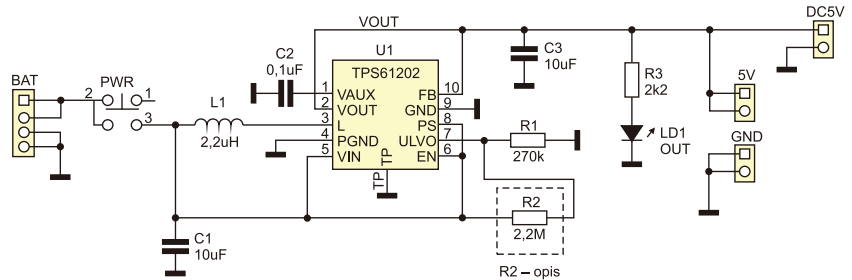 VOUT
DC5V
U1
TPS61202
C2
0,1uF
C3
10uF
BAT
PWR
2
1
3
L1
2,2uH
1
VAUX
2
VOUT
3
L
4
PGND
5
VIN
FB
10
GND
9
PS
8
ULVO
7
EN
6
TP
TP
R1
270k
R3
2k2
LD1
OUT
5V
GND
C1
10uF
R2
2,2M
R2 – opis